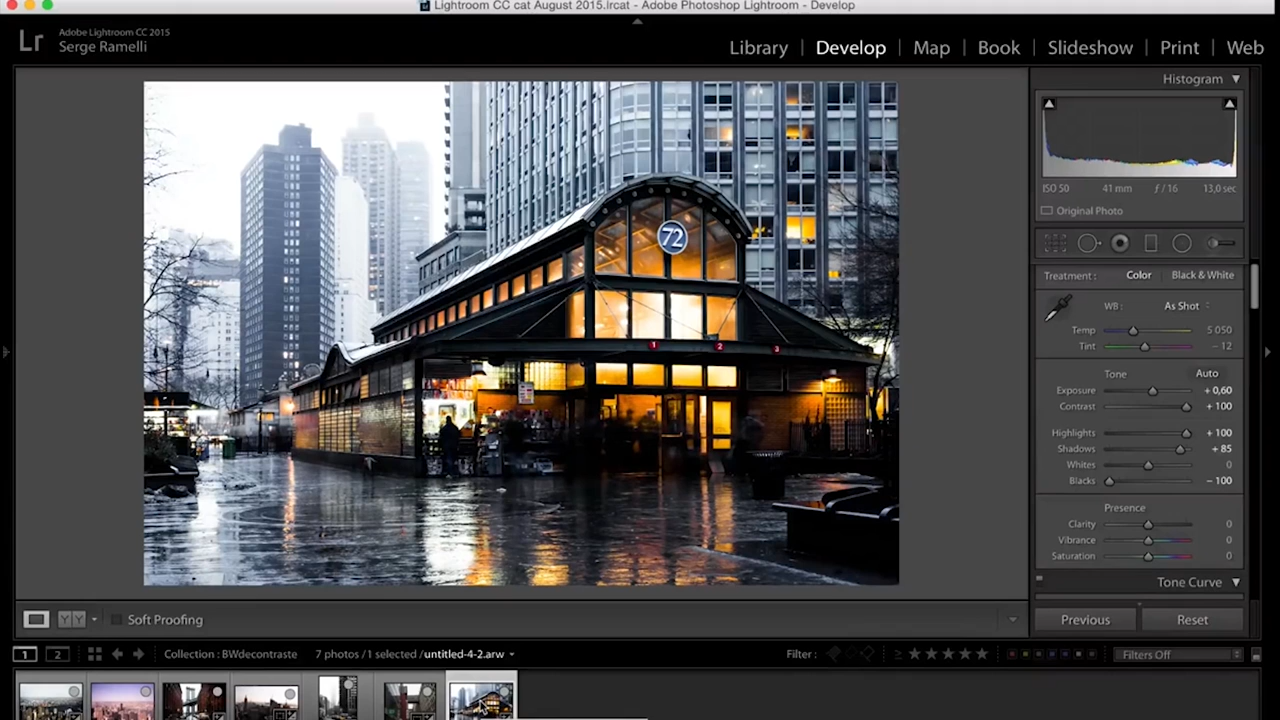 Lightroom CC cat August 2015.lrcat - Adobe Photoshop Lightroom - Develop
Lr
Adobe Lightroom CC 2015
Serge Ramelli
Library | Develop | Map | Book | Slideshow | Print | Web
Histogram
ISO 50 41 mm ƒ / 16 13,0 sec
Original Photo
Treatment : Color Black & White
WB : As Shot
Temp 5 050
Tint – 12
Tone Auto
Exposure + 0,60
Contrast + 100
Highlights + 100
Shadows + 85
Whites 0
Blacks – 100
Presence
Clarity 0
Vibrance 0
Saturation 0
Tone Curve
Previous Reset
72
1 2 3
Y Y Soft Proofing
1 2 Collection : BWdecontraste 7 photos / 1 selected / untitled-4-2.arw Filter : ≥ Filters Off